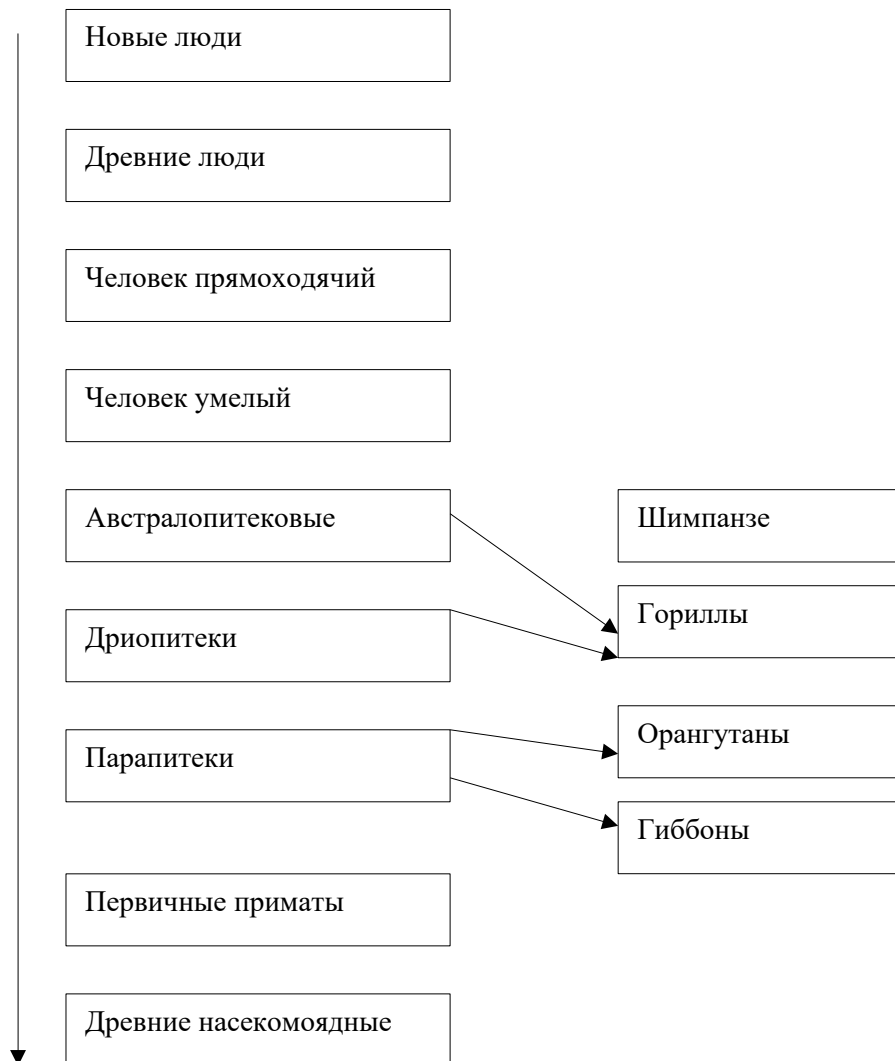 Новые люди
Древние люди
Человек прямоходячий
Человек умелый
Австралопитековые
Шимпанзе
Гориллы
Дриопитеки
Орангутаны
Парапитеки
Гиббоны
Первичные приматы
Древние насекомоядные